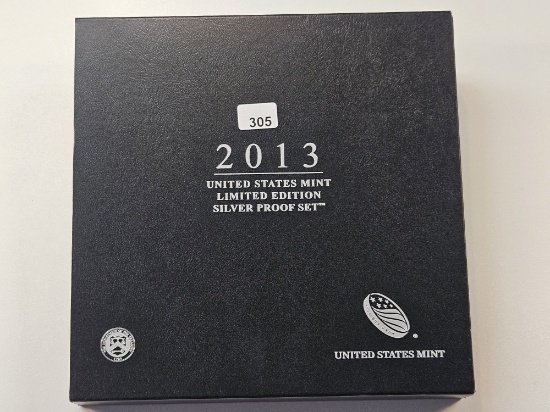 305
2013
UNITED STATES MINT
LIMITED EDITION
SILVER PROOF SET™
UNITED STATES MINT